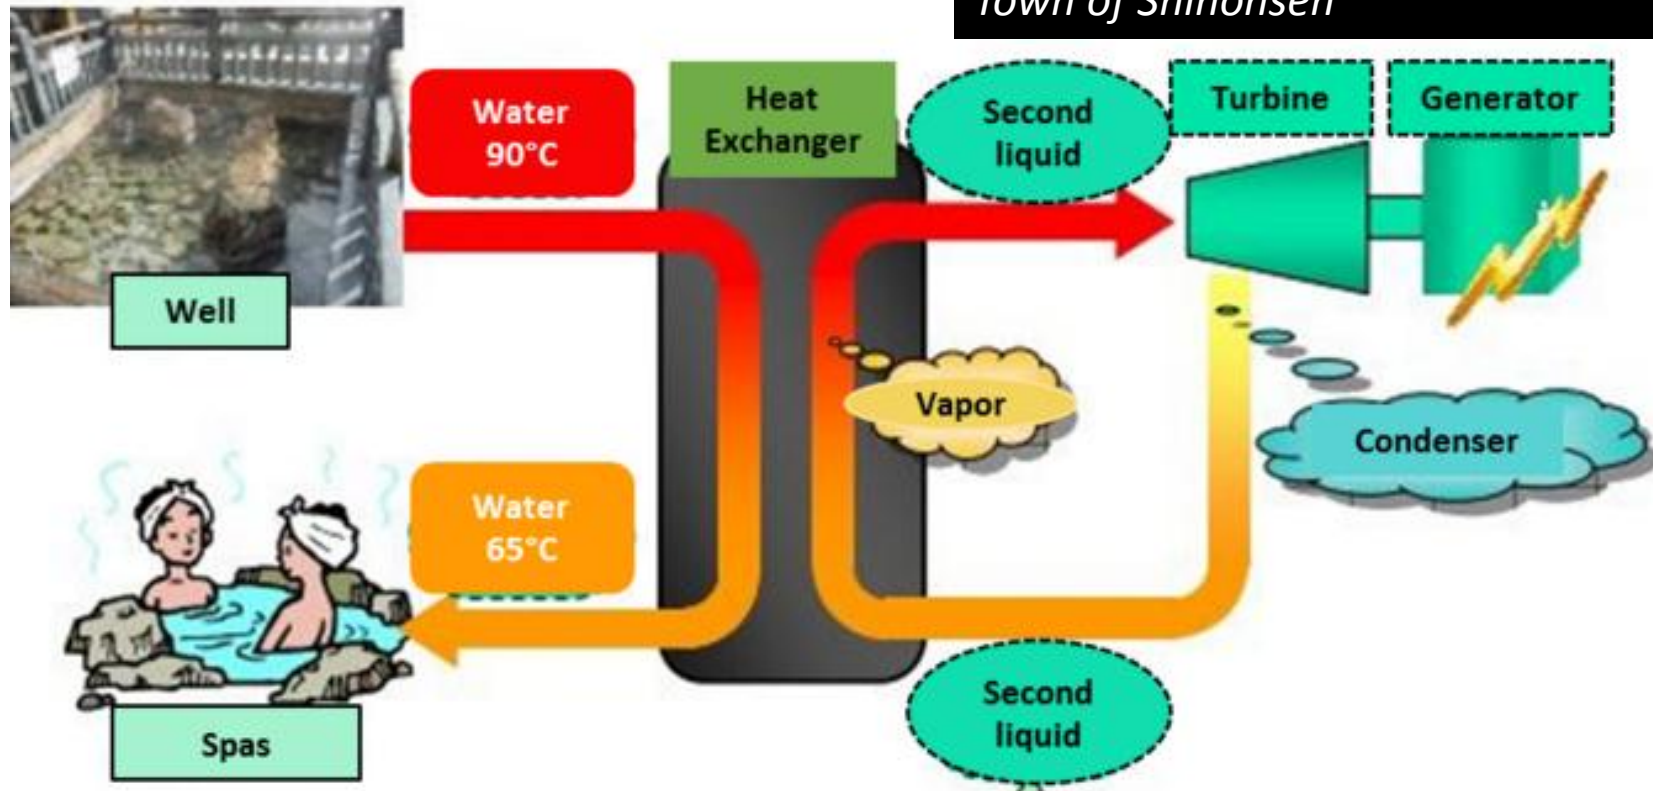 Town of Shinonsen
Water
90°C
Heat
Exchanger
Second
liquid
Turbine
Generator
Well
Vapor
Condenser
Water
65°C
Second
liquid
Spas